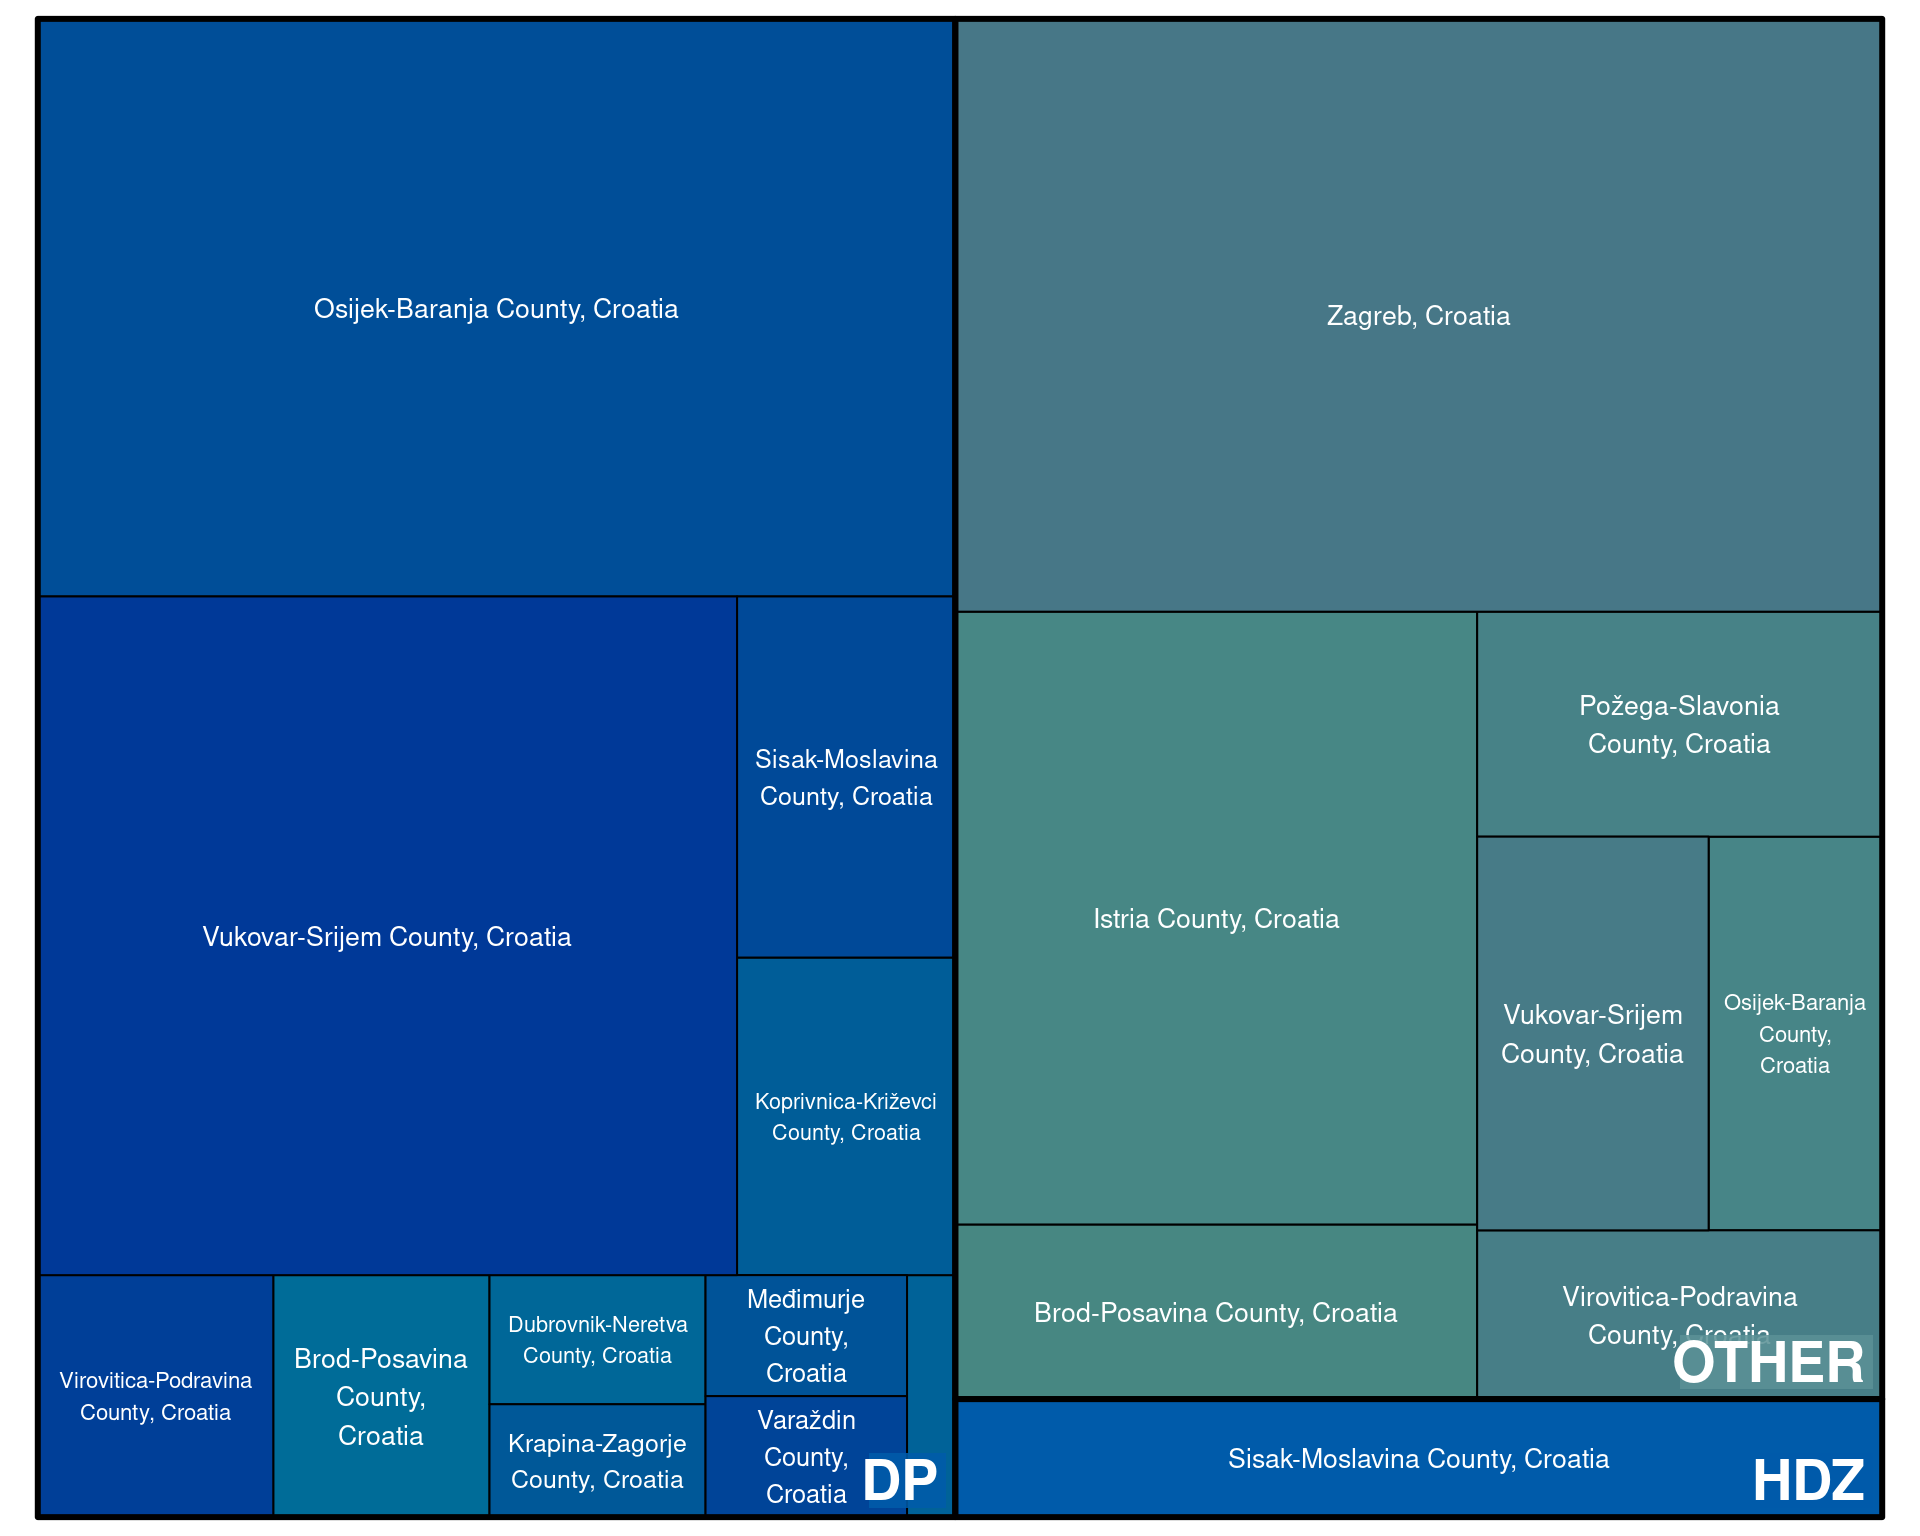 Osijek-Baranja County, Croatia
Vukovar-Srijem County, Croatia
Sisak-Moslavina
County, Croatia
Koprivnica-Križevci
County, Croatia
Virovitica-Podravina
County, Croatia
Brod-Posavina
County,
Croatia
Dubrovnik-Neretva
County, Croatia
Krapina-Zagorje
County, Croatia
Međimurje
County,
Croatia
Varaždin
County,
Croatia
DP
Zagreb, Croatia
Istria County, Croatia
Požega-Slavonia
County, Croatia
Vukovar-Srijem
County, Croatia
Osijek-Baranja
County,
Croatia
Brod-Posavina County, Croatia
Virovitica-Podravina
County, Croatia
OTHER
Sisak-Moslavina County, Croatia
HDZ